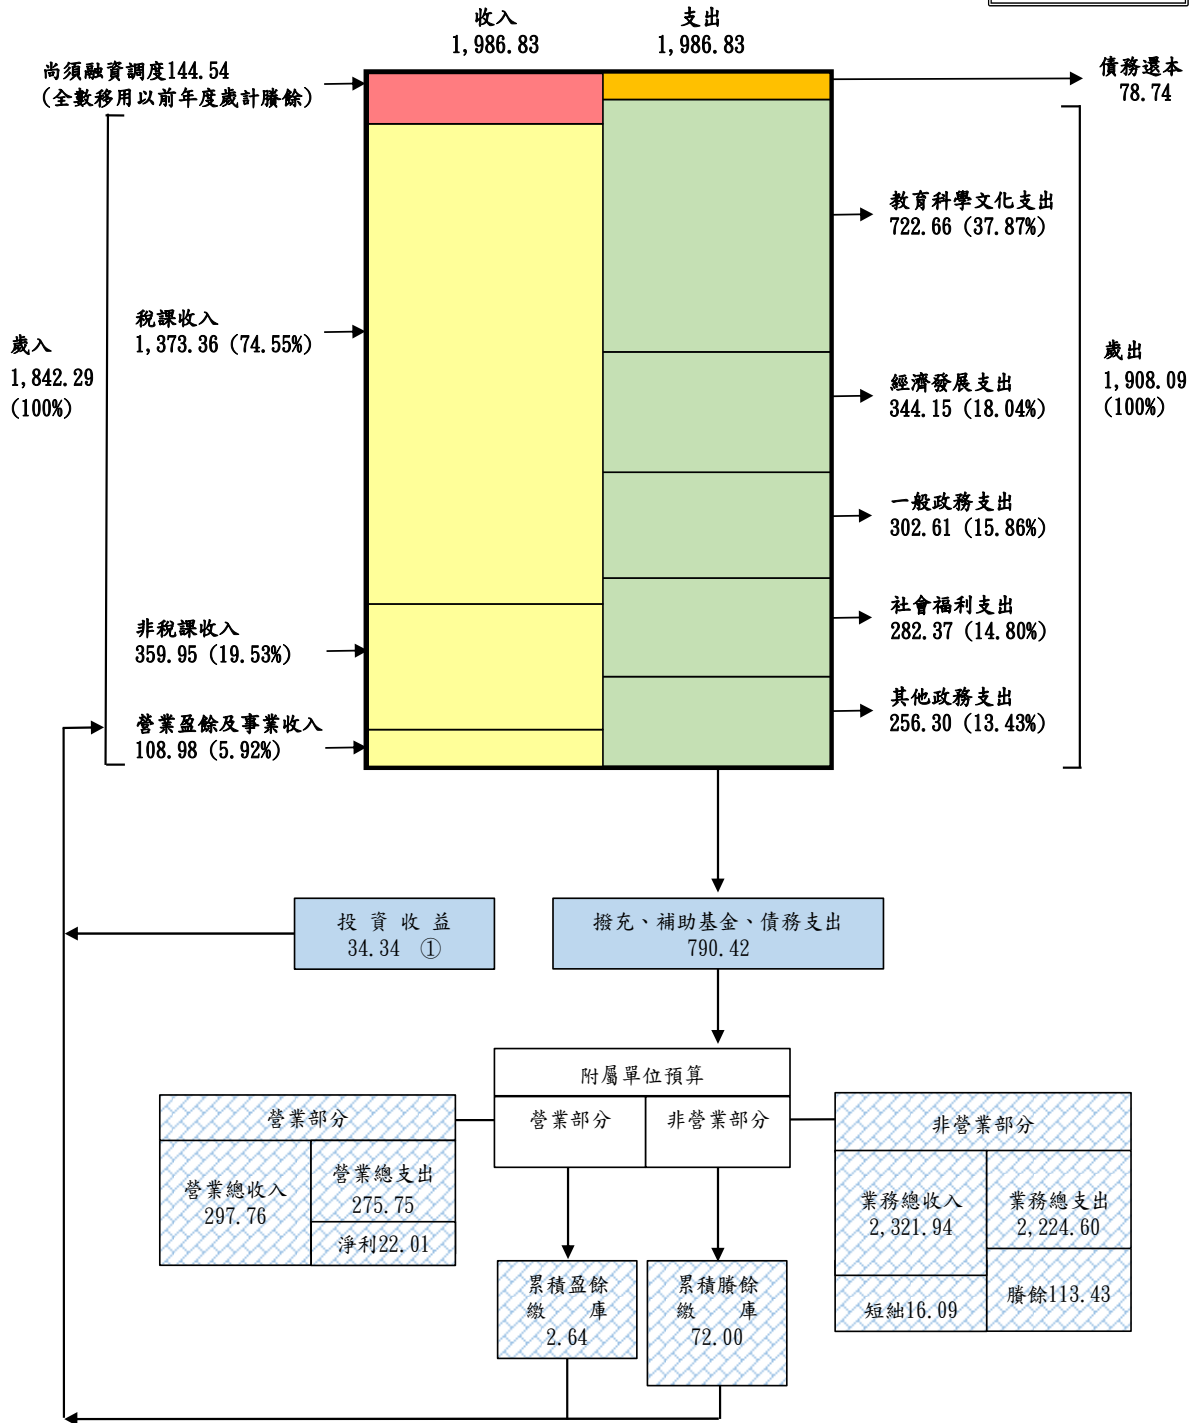 收入
1,986.83
支出
1,986.83
尚須融資調度144.54
(全數移用以前年度歲計賸餘)
債務還本
78.74
教育科學文化支出
722.66 (37.87%)
稅課收入
1,373.36 (74.55%)
歲入
1,842.29
(100%)
經濟發展支出
344.15 (18.04%)
歲出
1,908.09
(100%)
一般政務支出
302.61 (15.86%)
社會福利支出
282.37 (14.80%)
非稅課收入
359.95 (19.53%)
其他政務支出
256.30 (13.43%)
營業盈餘及事業收入
108.98 (5.92%)
投資收益
34.34 ①
撥充、補助基金、債務支出
790.42
附屬單位預算
營業部分
非營業部分
營業部分
營業總收入
297.76
營業總支出
275.75
淨利22.01
非營業部分
業務總收入
2,321.94
業務總支出
2,224.60
短絀16.09
賸餘113.43
累積盈餘
繳庫
2.64
累積賸餘
繳庫
72.00